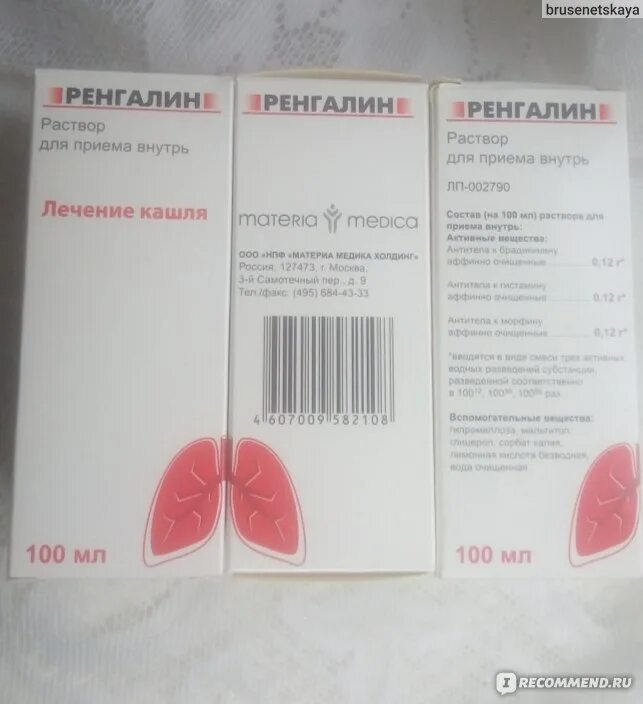 brusenetskaya
РЕНГАЛИН
Раствор
для приема внутрь
Лечение кашля
100 мл
РЕНГАЛИН
materia medica
ООО «НПФ «МАТЕРИА МЕДИКА ХОЛДИНГ»
Россия, 127473, г. Москва,
3-й Самотечный пер., д. 9
Тел./факс: (495) 684-43-33
4 607009 582108
РЕНГАЛИН
Раствор
для приема внутрь
ЛП-002790
Состав (на 100 мл) раствора для
приема внутрь:
Активные вещества:
Антитела к брадикинину
аффинно очищенные 0,12 г*
Антитела к гистамину
аффинно очищенные 0,12 г*
Антитела к морфину
аффинно очищенные 0,12 г*
*вводятся в виде смеси трех активных
водных разведений субстанции,
разведенной соответственно
в 100¹², 100³⁰, 100⁵⁰ раз
Вспомогательные вещества:
гипромеллоза, мальтитол,
глицерол, сорбат калия,
лимонная кислота безводная,
вода очищенная
100 мл
IRECOMMEND.RU